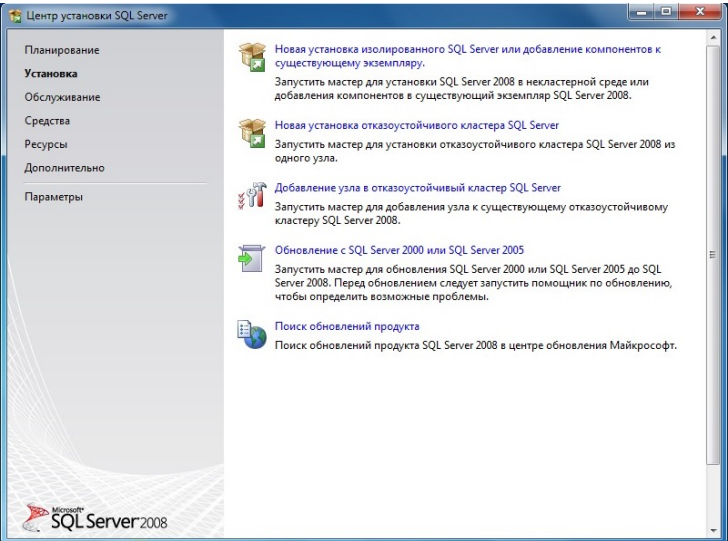 Центр установки SQL Server
Планирование
Установка
Обслуживание
Средства
Ресурсы
Дополнительно
Параметры
Новая установка изолированного SQL Server или добавление компонентов к
существующему экземпляру.
Запустить мастер для установки SQL Server 2008 в некластерной среде или
добавления компонентов в существующий экземпляр SQL Server 2008.
Новая установка отказоустойчивого кластера SQL Server
Запустить мастер для установки отказоустойчивого кластера SQL Server 2008 из
одного узла.
Добавление узла в отказоустойчивый кластер SQL Server
Запустить мастер для добавления узла к существующему отказоустойчивому
кластеру SQL Server 2008.
Обновление с SQL Server 2000 или SQL Server 2005
Запустить мастер для обновления SQL Server 2000 или SQL Server 2005 до SQL
Server 2008. Перед обновлением следует запустить помощник по обновлению,
чтобы определить возможные проблемы.
Поиск обновлений продукта
Поиск обновлений продукта SQL Server 2008 в центре обновления Майкрософт.
Microsoft®
SQL Server 2008